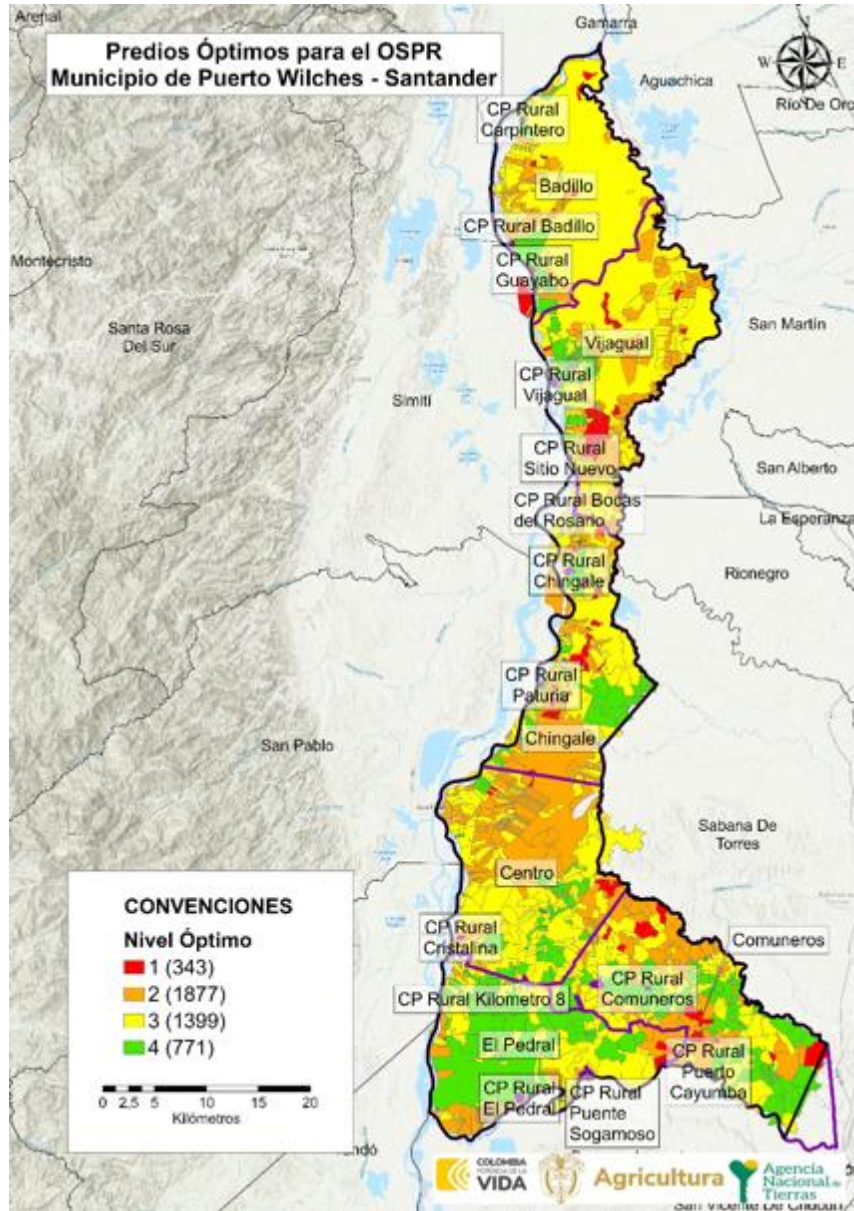 Predios Óptimos para el OSPR
Municipio de Puerto Wilches - Santander
Arenal
Gamarra
Aguachica
N
W
E
S
Río De Oro
CP Rural
Carpintero
Badillo
CP Rural Badillo
CP Rural
Guayabo
Montecristo
Santa Rosa
Del Sur
San Martín
Vijagual
CP Rural
Vijagual
Simití
CP Rural
Sitio Nuevo
San Alberto
CP Rural Bocas
del Rosario
La Esperanza
CP Rural
Chingale
Rionegro
CP Rural
Paturia
Chingale
San Pablo
Sabana De
Torres
Centro
CP Rural
Cristalina
Comuneros
CP Rural
Comuneros
CP Rural Kilometro 8
El Pedral
CP Rural
Puerto
Cayumba
CP Rural
El Pedral
CP Rural
Puente
Sogamoso
CONVENCIONES
Nivel Óptimo
1 (343)
2 (1877)
3 (1399)
4 (771)
0 2,5 5 10 15 20
Kilómetros
COLOMBIA
POTENCIA DE LA
VIDA
Agricultura
Agencia
Nacional de
Tierras